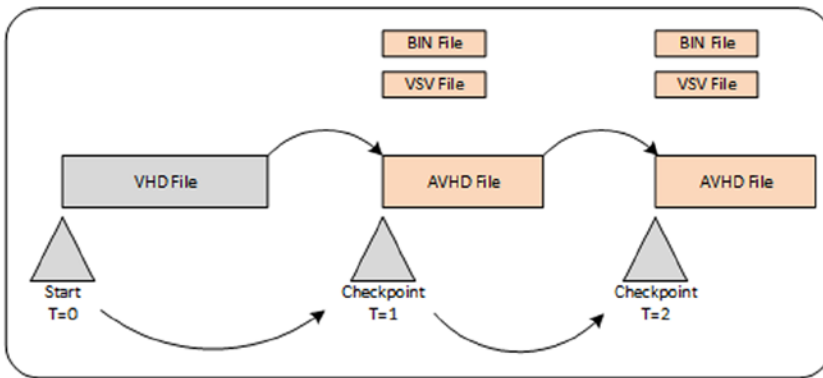 BIN File
BIN File
VSV File
VSV File
VHD File
AVHD File
AVHD File
Start
T=0
Checkpoint
T=1
Checkpoint
T=2